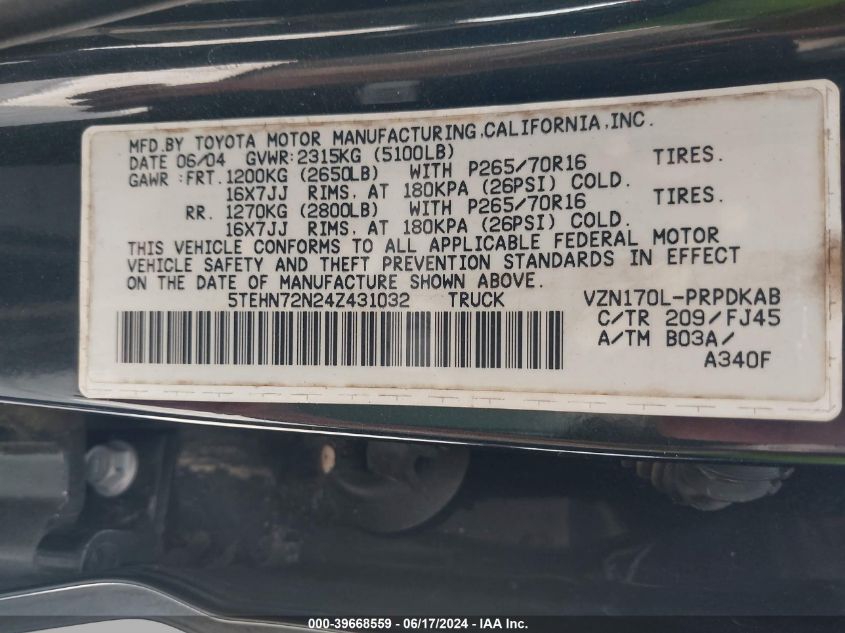 MFD.BY TOYOTA MOTOR MANUFACTURING,CALIFORNIA,INC.
DATE 06/04 GVWR:2315KG (5100LB)
GAWR :FRT.1200KG (2650LB) WITH P265/70R16 TIRES.
16X7JJ RIMS, AT 180KPA (26PSI) COLD.
RR. 1270KG (2800LB) WITH P265/70R16 TIRES.
16X7JJ RIMS, AT 180KPA (26PSI) COLD.
THIS VEHICLE CONFORMS TO ALL APPLICABLE FEDERAL MOTOR
VEHICLE SAFETY AND THEFT PREVENTION STANDARDS IN EFFECT
ON THE DATE OF MANUFACTURE SHOWN ABOVE.
5TEHN72N24Z431032 TRUCK VZN170L-PRPDKAB
C/TR 209/FJ45
A/TM B03A/
A340F
000-39668559 - 06/17/2024 - IAA Inc.